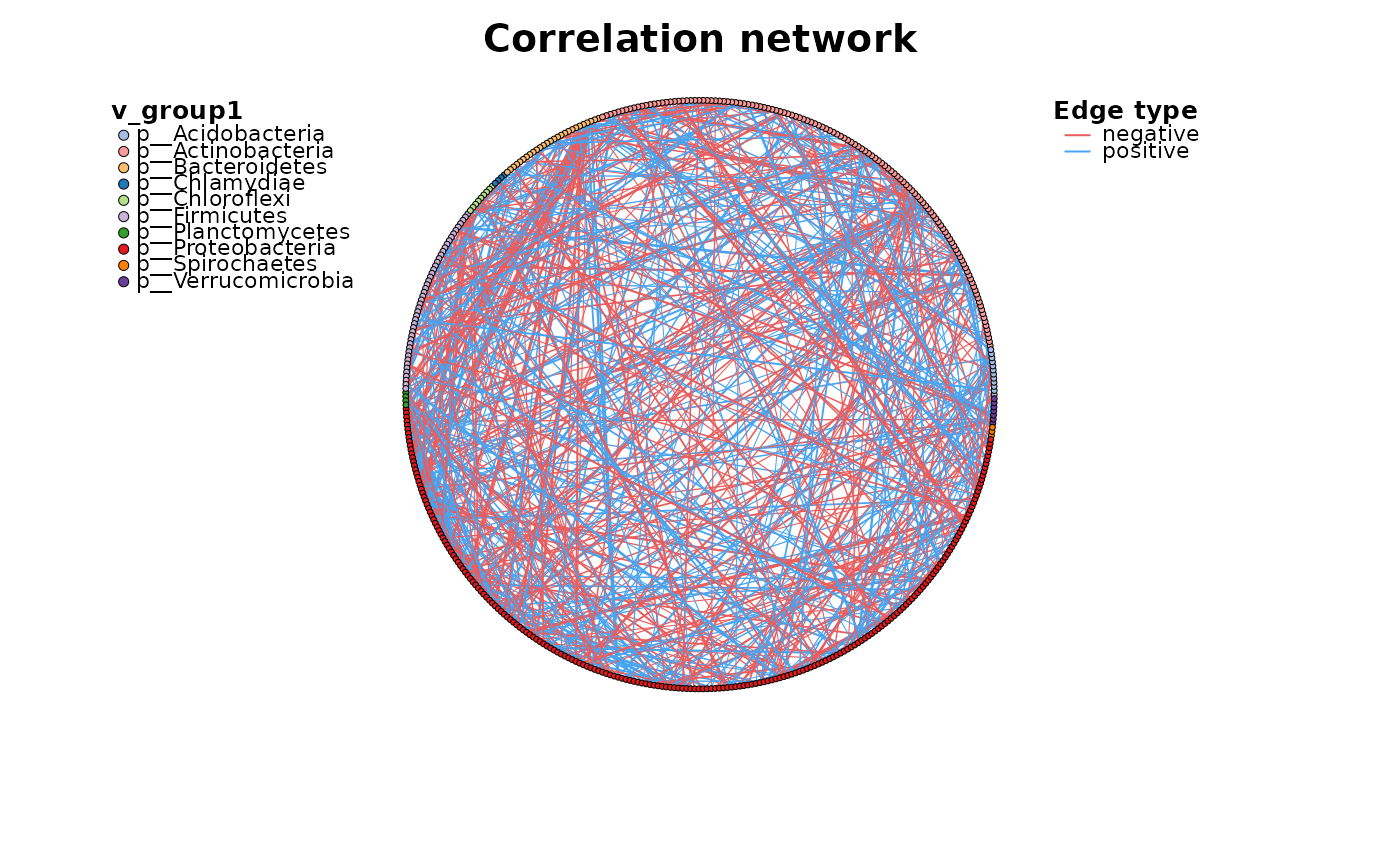 Correlation network
v_group1
p__Acidobacteria
p__Actinobacteria
p__Bacteroidetes
p__Chlamydiae
p__Chloroflexi
p__Firmicutes
p__Planctomycetes
p__Proteobacteria
p__Spirochaetes
p__Verrucomicrobia
Edge type
negative
positive